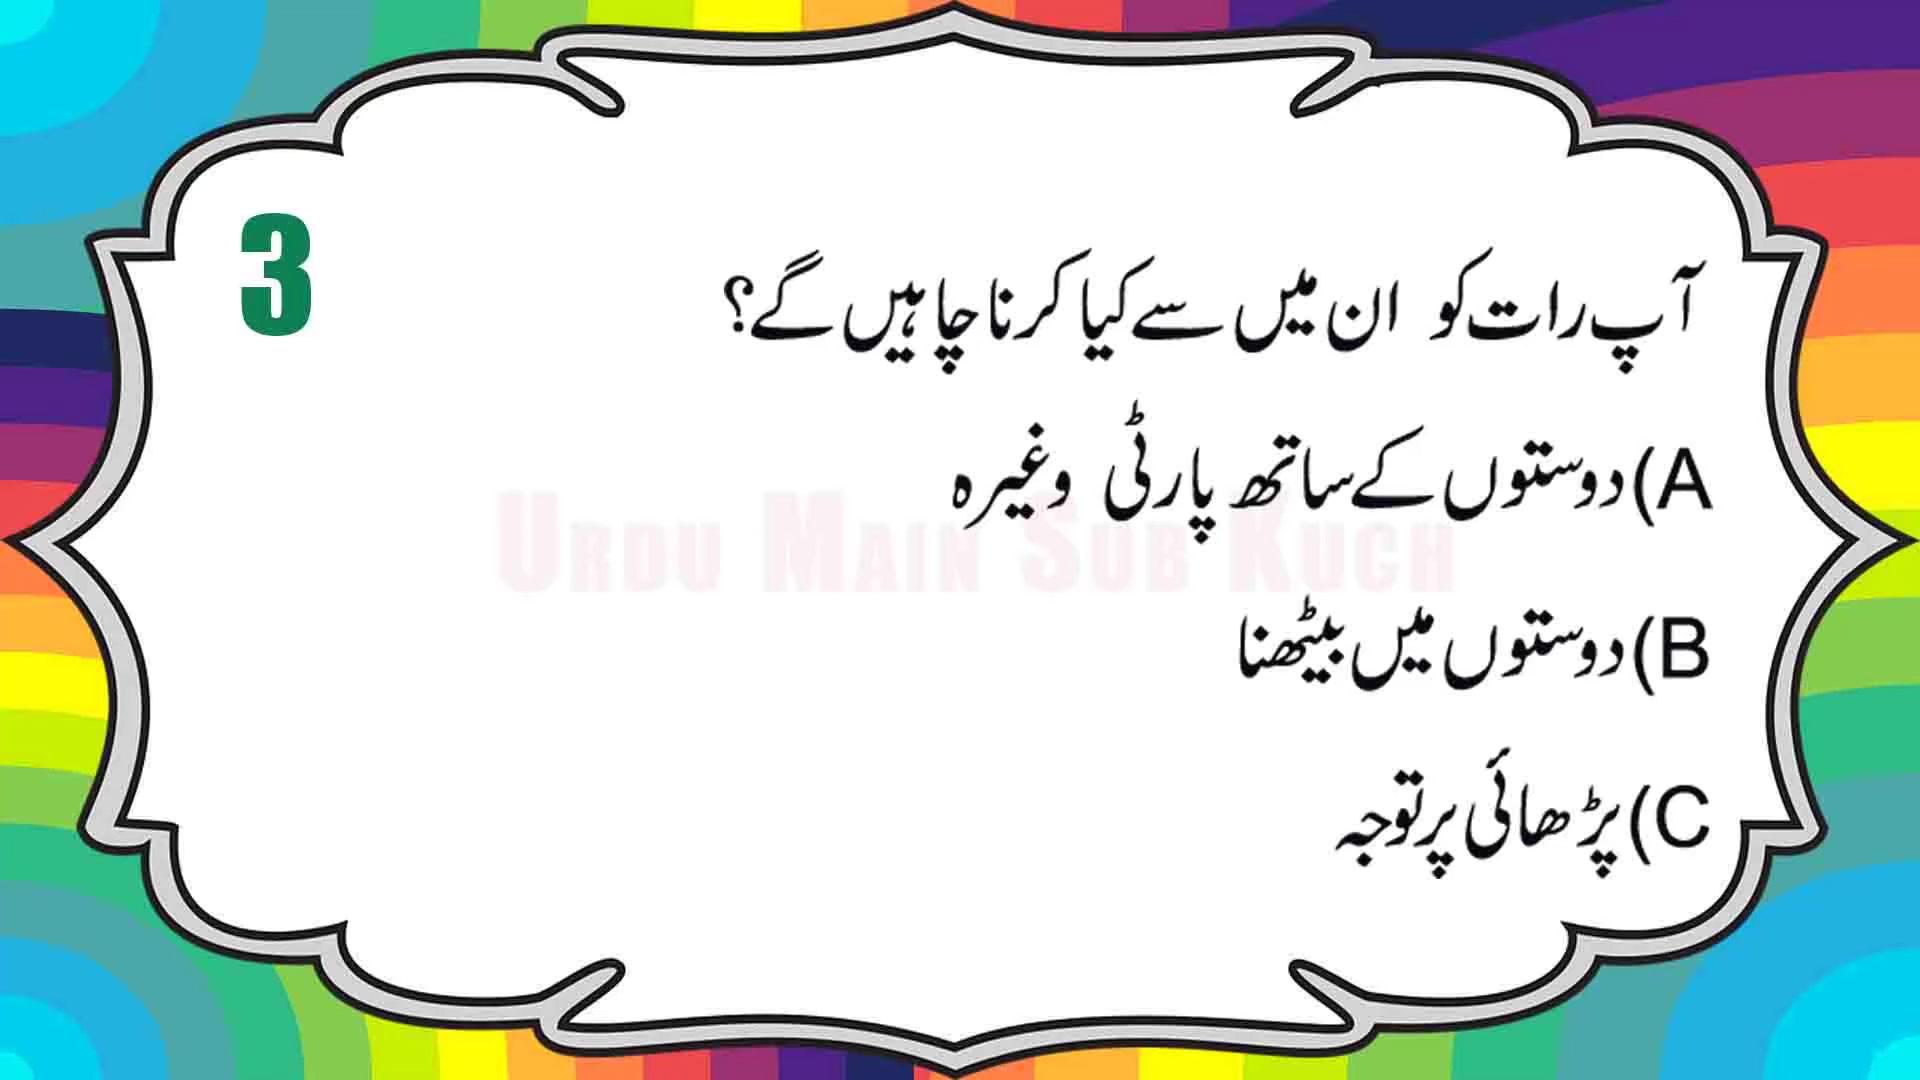 3
آپ رات کو ان میں سے کیا کرنا چاہیں گے؟
A) دوستوں کے ساتھ پارٹی وغیرہ
URDU MAIN SUB KUCH
B) دوستوں میں بیٹھنا
C) پڑھائی پر توجہ